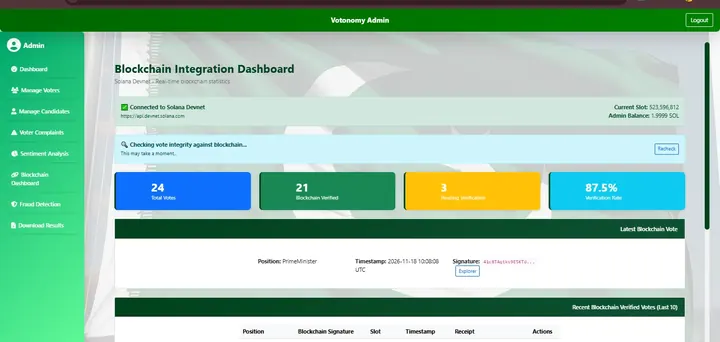 Votonomy Admin
Logout
Admin
Dashboard
Manage Voters
Manage Candidates
Voter Complaints
Sentiment Analysis
Blockchain
Dashboard
Fraud Detection
Download Results
Blockchain Integration Dashboard
Solana Devnet - Real-time blockchain statistics
Connected to Solana Devnet
https://api.devnet.solana.com
Current Slot: 523,596,812
Admin Balance: 1.9999 SOL
Checking vote integrity against blockchain...
This may take a moment...
Recheck
24
Total Votes
21
Blockchain Verified
3
Pending Verification
87.5%
Verification Rate
Latest Blockchain Vote
Position: PrimeMinister
Timestamp: 2026-11-18 10:08:08
UTC
Signature:
Explorer
Recent Blockchain Verified Votes (Last 10)
Position Blockchain Signature Slot Timestamp Receipt Actions